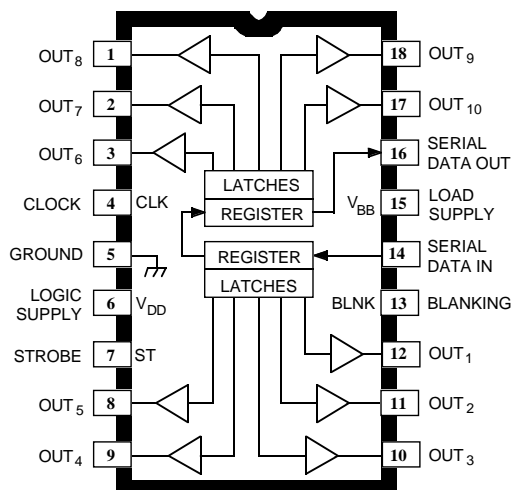 OUT8 1 18 OUT9
OUT7 2 17 OUT10
OUT6 3 16 SERIAL DATA OUT
LATCHES
CLOCK 4 CLK REGISTER VBB 15 LOAD SUPPLY
GROUND 5 REGISTER 14 SERIAL DATA IN
LATCHES
LOGIC SUPPLY 6 VDD BLNK 13 BLANKING
STROBE 7 ST 12 OUT1
OUT5 8 11 OUT2
OUT4 9 10 OUT3